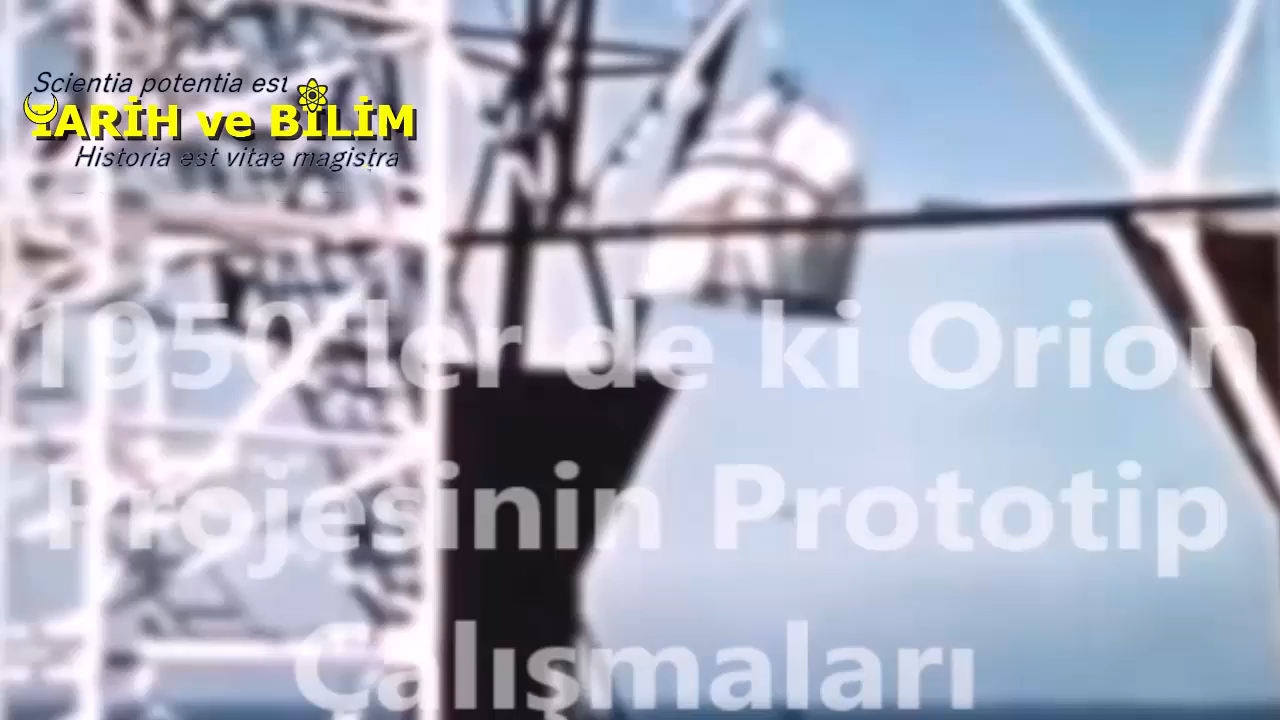 Scientia potentia est
TARİH ve BİLİM
Historia est vitae magistra
1950'ler de ki Orion
Projesinin Prototip
Çalışmaları